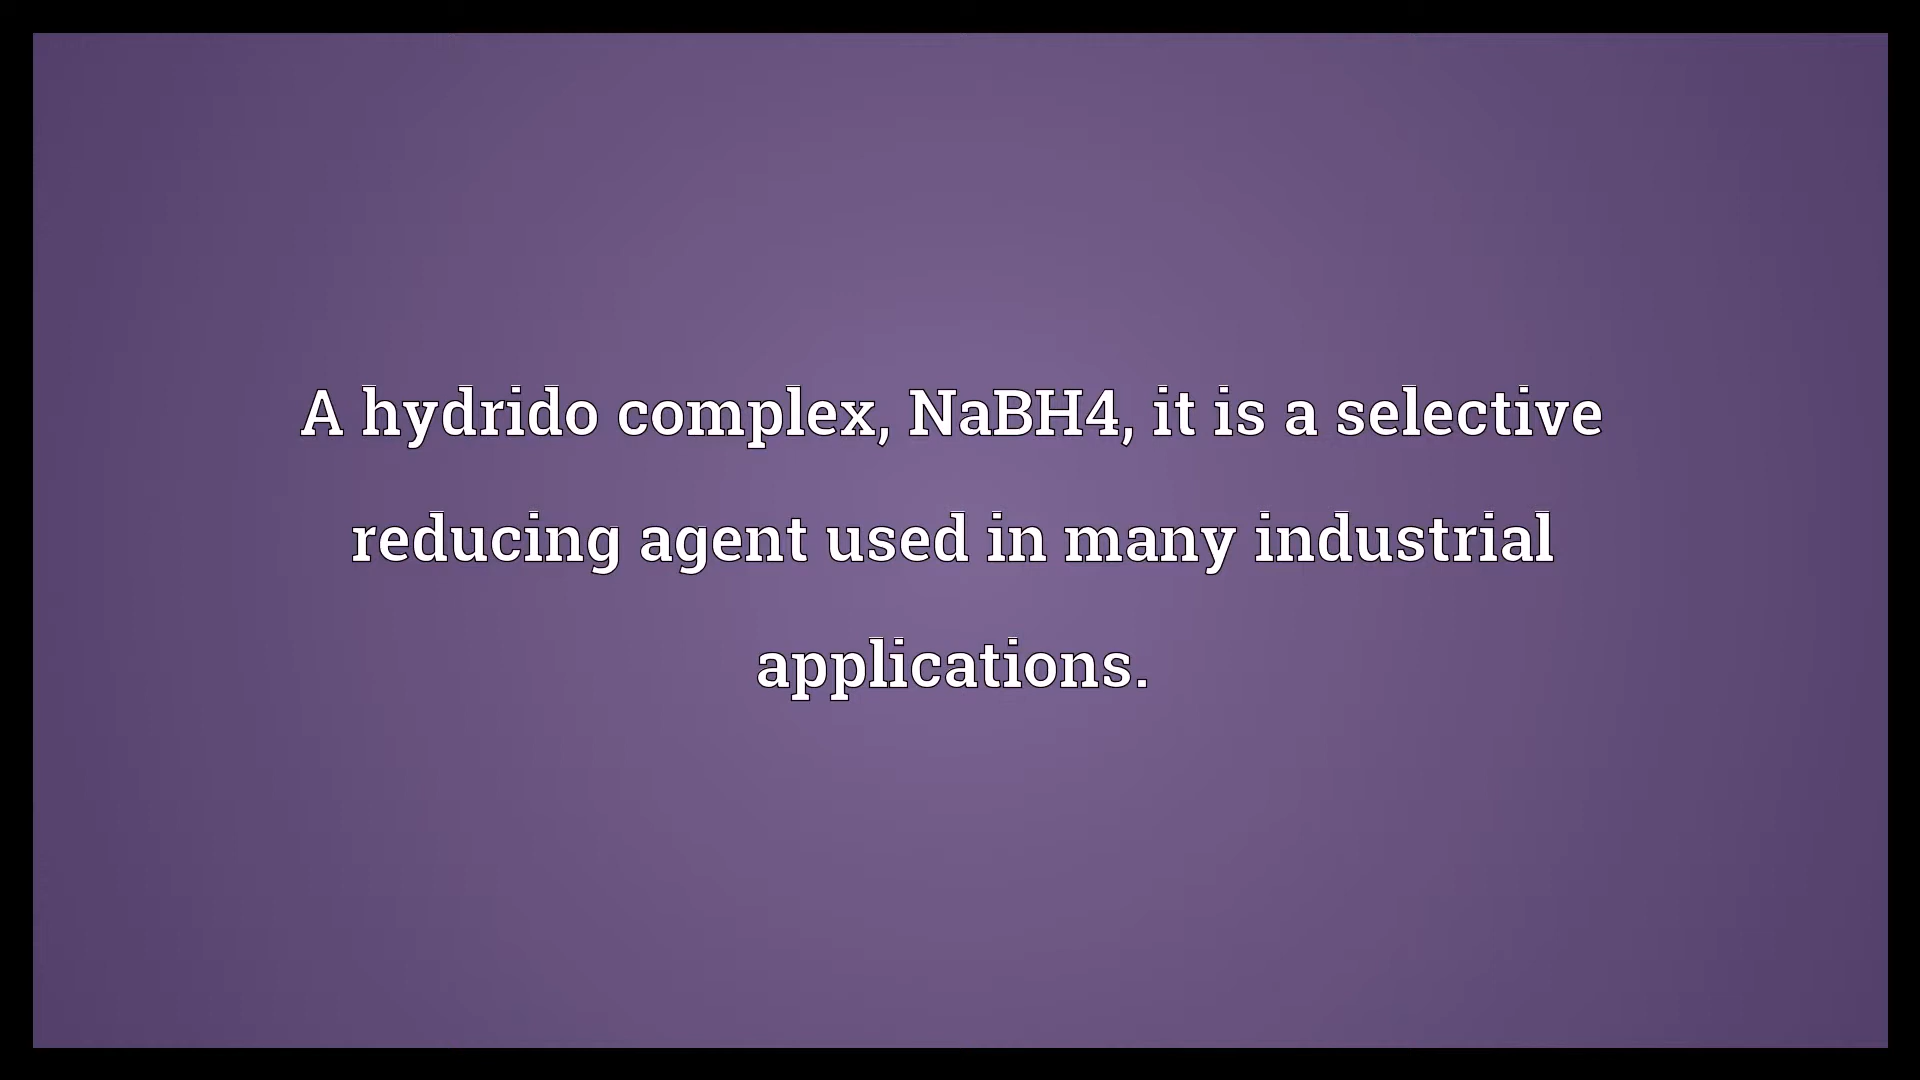 A hydrido complex, NaBH4, it is a selective
reducing agent used in many industrial
applications.